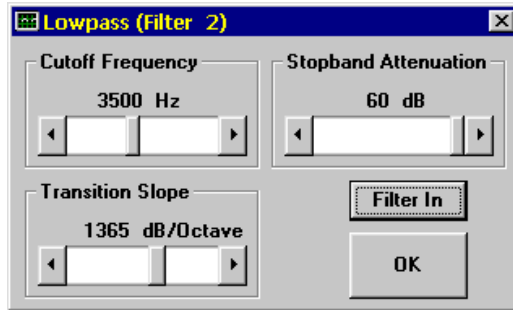 Lowpass (Filter 2)
Cutoff Frequency
3500 Hz
Stopband Attenuation
60 dB
Transition Slope
1365 dB/Octave
Filter In
OK